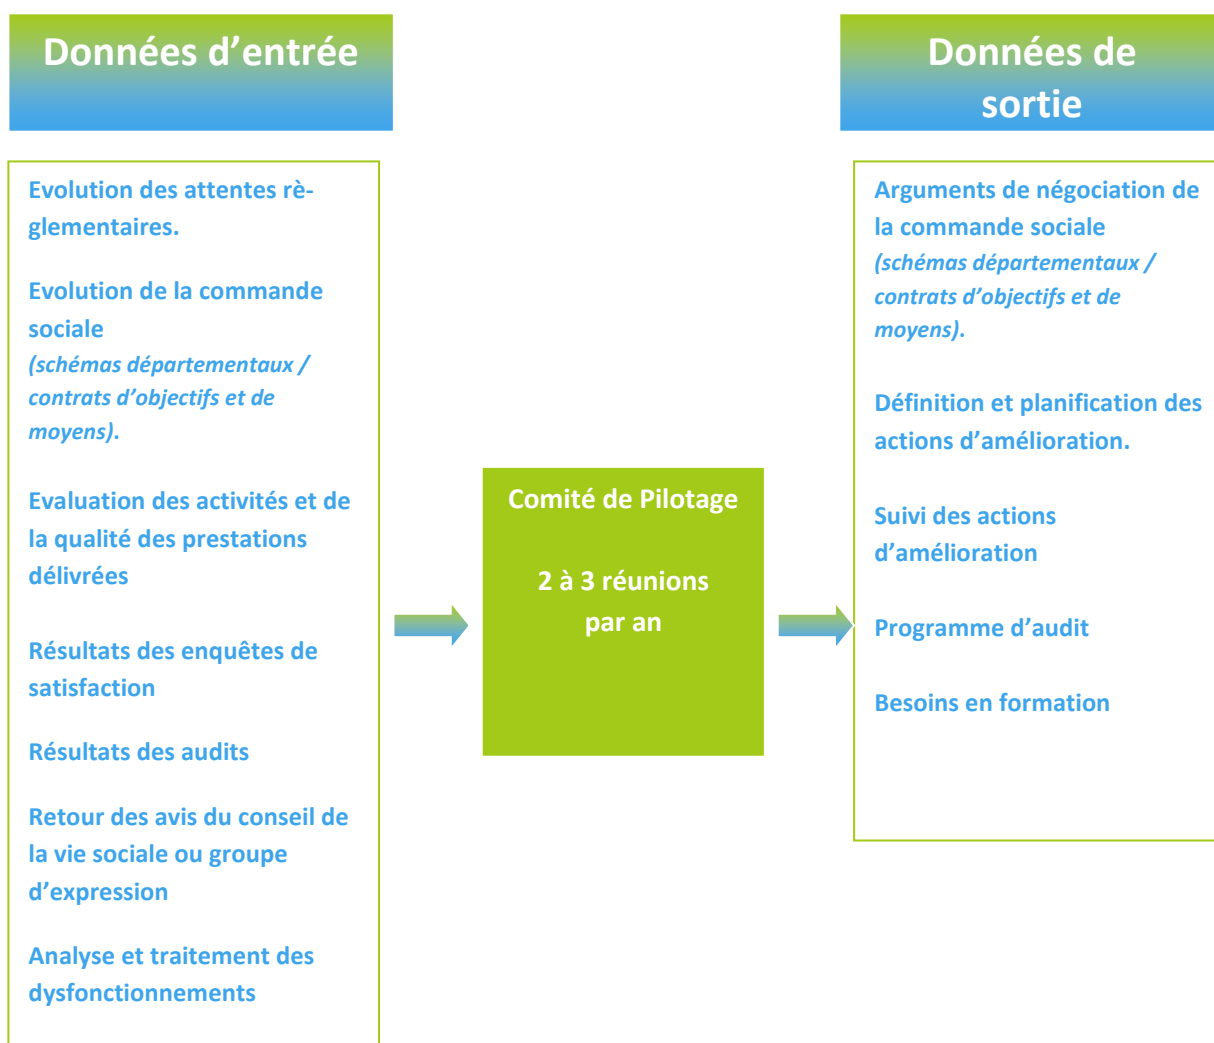 Données d’entrée
Evolution des attentes rè-
glementaires.
Evolution de la commande
sociale
(schémas départementaux /
contrats d’objectifs et de
moyens).
Evaluation des activités et de
la qualité des prestations
délivrées
Résultats des enquêtes de
satisfaction
Résultats des audits
Retour des avis du conseil de
la vie sociale ou groupe
d’expression
Analyse et traitement des
dysfonctionnements
Comité de Pilotage
2 à 3 réunions
par an
Données de
sortie
Arguments de négociation de
la commande sociale
(schémas départementaux /
contrats d’objectifs et de
moyens).
Définition et planification des
actions d’amélioration.
Suivi des actions
d’amélioration
Programme d’audit
Besoins en formation